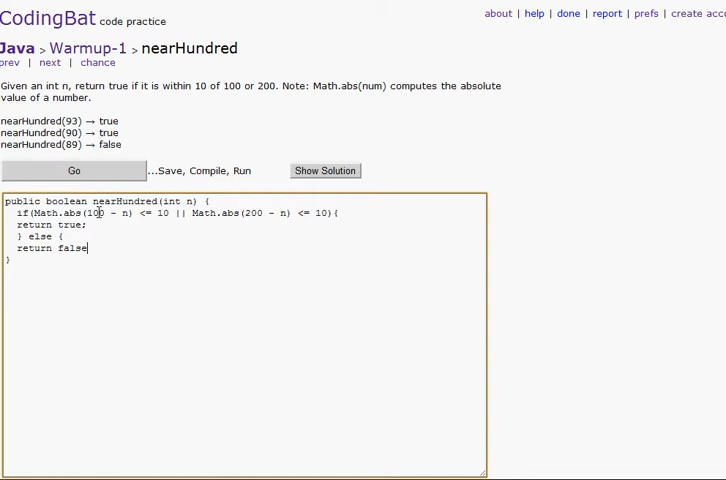 CodingBat code practice
about | help | done | report | prefs | create acc
Java > Warmup-1 > nearHundred
prev | next | chance
Given an int n, return true if it is within 10 of 100 or 200. Note: Math.abs(num) computes the absolute
value of a number.
nearHundred(93) → true
nearHundred(90) → true
nearHundred(89) → false
Go ...Save, Compile, Run Show Solution
public boolean nearHundred(int n) {
if(Math.abs(100 - n) <= 10 || Math.abs(200 - n) <= 10){
return true;
} else {
return false
}